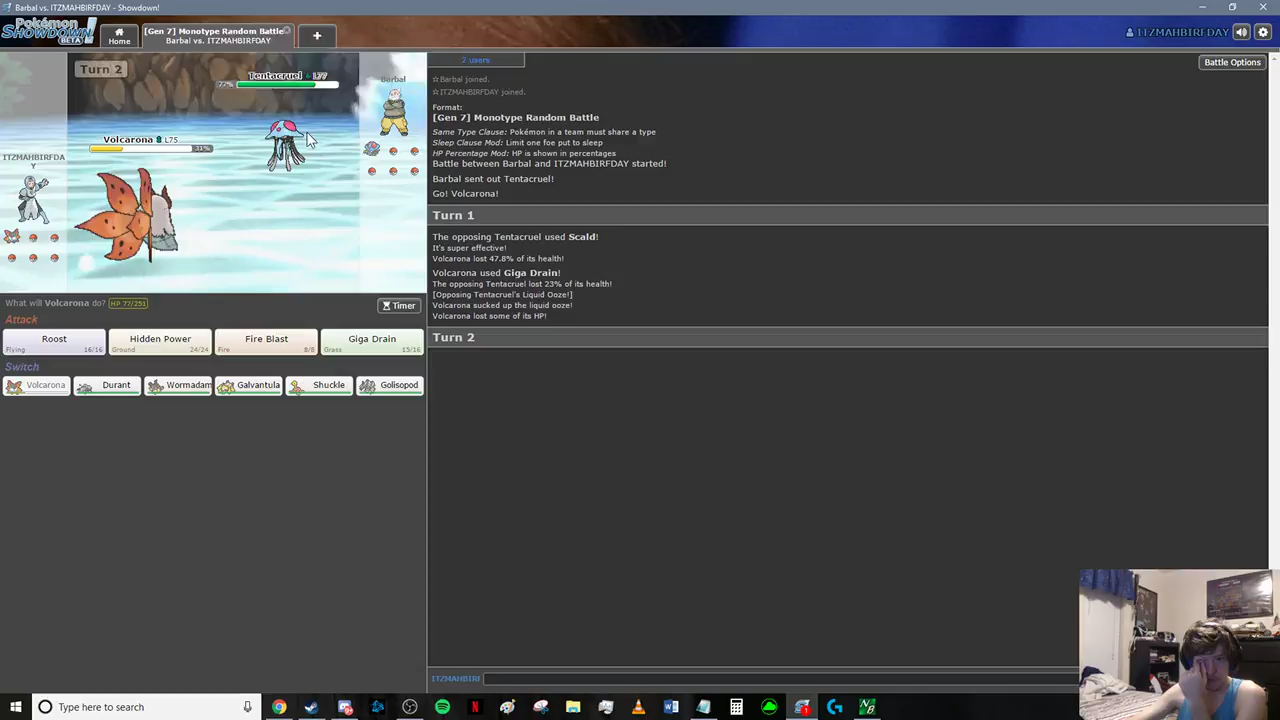 Barbal vs. ITZMAHBIRFDAY - Showdown!
Pokémon
SHOWDOWN!
BETA
Home
[Gen 7] Monotype Random Battle
Barbal vs. ITZMAHBIRFDAY
+
ITZMAHBIRFDAY
Turn 2
Tentacruel L77
77%
Barbal
Volcarona L75
31%
ITZMAHBIRFDA
Y
What will Volcarona do? HP 77/251
Timer
Attack
Roost
Flying 16/16
Hidden Power
Ground 24/24
Fire Blast
Fire 8/8
Giga Drain
Grass 15/16
Switch
Volcarona
Durant
Wormadam
Galvantula
Shuckle
Golisopod
2 users
Battle Options
☆Barbal joined.
☆ITZMAHBIRFDAY joined.
Format:
[Gen 7] Monotype Random Battle
Same Type Clause: Pokémon in a team must share a type
Sleep Clause Mod: Limit one foe put to sleep
HP Percentage Mod: HP is shown in percentages
Battle between Barbal and ITZMAHBIRFDAY started!
Barbal sent out Tentacruel!
Go! Volcarona!
Turn 1
The opposing Tentacruel used Scald!
It's super effective!
Volcarona lost 47.8% of its health!
Volcarona used Giga Drain!
The opposing Tentacruel lost 23% of its health!
[Opposing Tentacruel's Liquid Ooze!]
Volcarona sucked up the liquid ooze!
Volcarona lost some of its HP!
Turn 2
ITZMAHBIRF
Type here to search